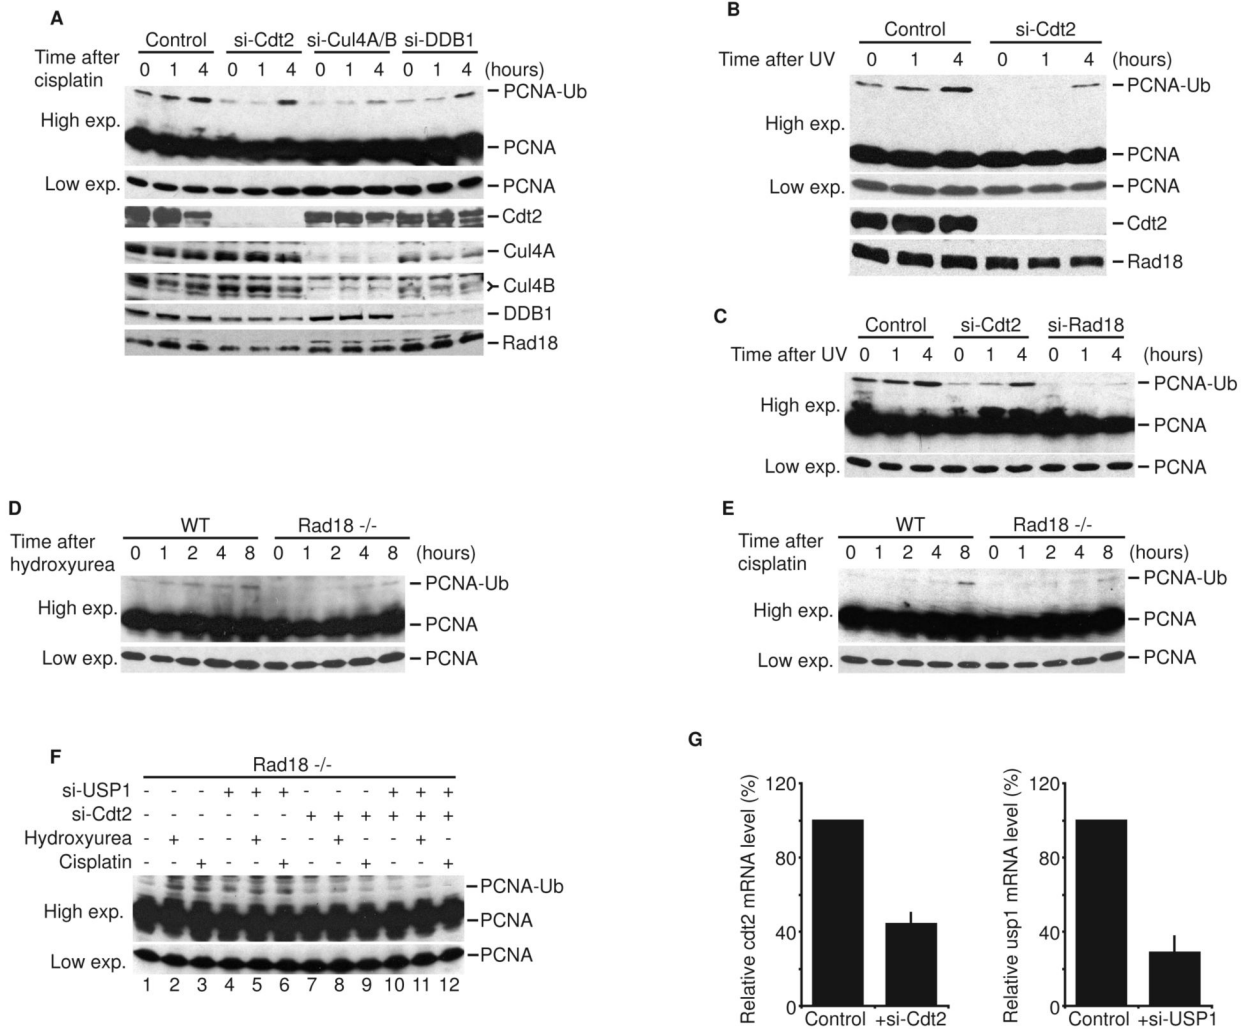 A
Control si-Cdt2 si-Cul4A/B si-DDB1
Time after cisplatin 0 1 4 0 1 4 0 1 4 0 1 4 (hours)
High exp. PCNA-Ub
PCNA
Low exp. PCNA
Cdt2
Cul4A
Cul4B
DDB1
Rad18
B
Control si-Cdt2
Time after UV 0 1 4 0 1 4 (hours)
PCNA-Ub
High exp.
PCNA
Low exp. PCNA
Cdt2
Rad18
C
Control si-Cdt2 si-Rad18
Time after UV 0 1 4 0 1 4 0 1 4 (hours)
PCNA-Ub
High exp.
PCNA
Low exp. PCNA
D
WT Rad18 -/-
Time after
hydroxyurea 0 1 2 4 8 0 1 2 4 8 (hours)
PCNA-Ub
High exp.
PCNA
Low exp. PCNA
E
WT Rad18 -/-
Time after
cisplatin 0 1 2 4 8 0 1 2 4 8 (hours)
PCNA-Ub
High exp.
PCNA
Low exp. PCNA
F
Rad18 -/-
si-USP1 - - - + + + - - - + + +
si-Cdt2 - - - - - - + + + + + +
Hydroxyurea - + - - + - - + - - + -
Cisplatin - - + - - + - - + - - +
PCNA-Ub
High exp. PCNA
Low exp. PCNA
1 2 3 4 5 6 7 8 9 10 11 12
G
Relative cdt2 mRNA level (%)
120
80
40
0
Control +si-Cdt2
Relative usp1 mRNA level (%)
120
80
40
0
Control +si-USP1